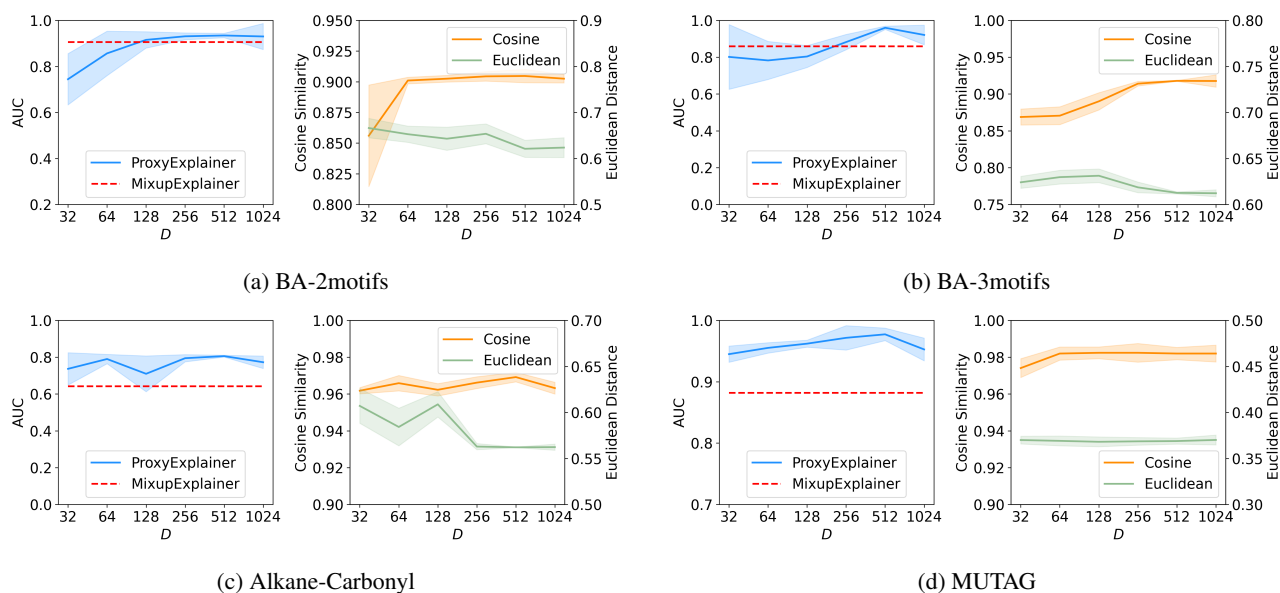 1.0
0.8
0.6
0.4
0.2
AUC
32 64 128 256 512 1024
D
ProxyExplainer
MixupExplainer
0.950
0.925
0.900
0.875
0.850
0.825
0.800
Cosine Similarity
32 64 128 256 512 1024
D
Cosine
Euclidean
0.9
0.8
0.7
0.6
0.5
Euclidean Distance
(a) BA-2motifs
1.0
0.8
0.6
0.4
0.2
0.0
AUC
32 64 128 256 512 1024
D
ProxyExplainer
MixupExplainer
1.00
0.95
0.90
0.85
0.80
0.75
Cosine Similarity
32 64 128 256 512 1024
D
Cosine
Euclidean
0.80
0.75
0.70
0.65
0.60
Euclidean Distance
(b) BA-3motifs
1.0
0.8
0.6
0.4
0.2
0.0
AUC
32 64 128 256 512 1024
D
ProxyExplainer
MixupExplainer
1.00
0.98
0.96
0.94
0.92
0.90
Cosine Similarity
32 64 128 256 512 1024
D
Cosine
Euclidean
0.70
0.65
0.60
0.55
0.50
Euclidean Distance
(c) Alkane-Carbonyl
1.0
0.9
0.8
0.7
AUC
32 64 128 256 512 1024
D
ProxyExplainer
MixupExplainer
1.00
0.98
0.96
0.94
0.92
0.90
Cosine Similarity
32 64 128 256 512 1024
D
Cosine
Euclidean
0.50
0.45
0.40
0.35
0.30
Euclidean Distance
(d) MUTAG